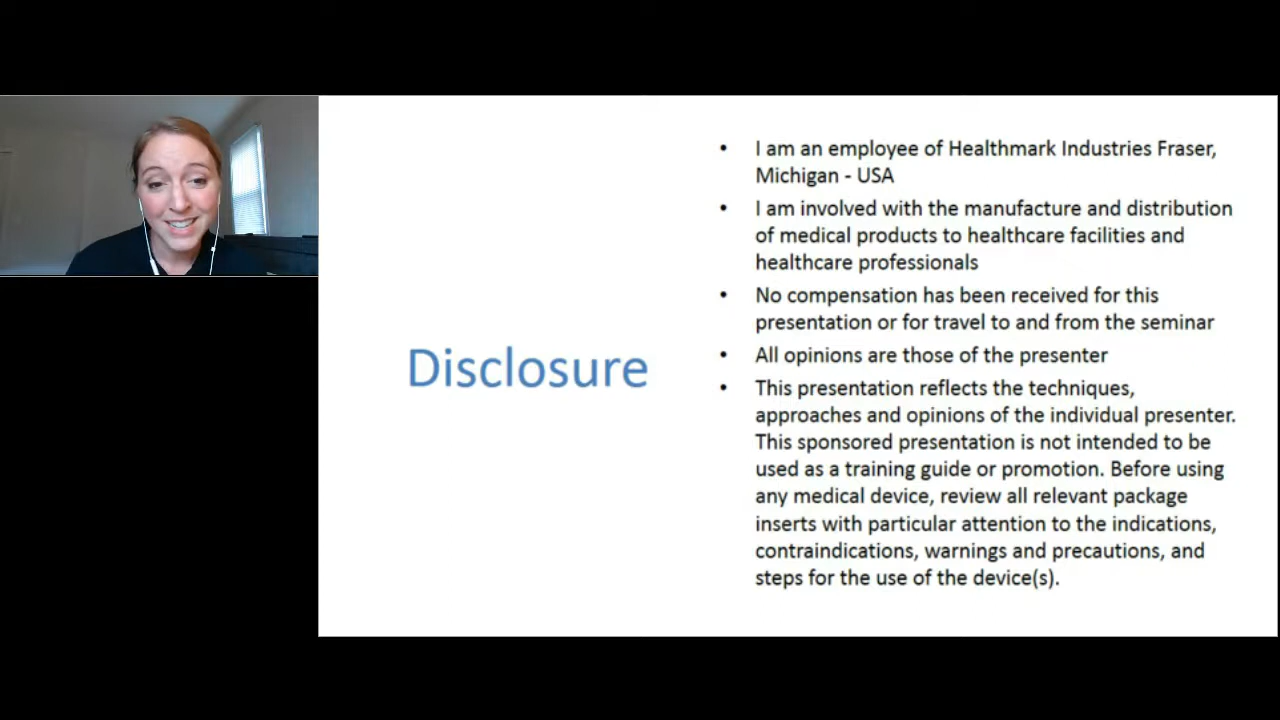 Disclosure
• I am an employee of Healthmark Industries Fraser,
Michigan - USA
• I am involved with the manufacture and distribution
of medical products to healthcare facilities and
healthcare professionals
• No compensation has been received for this
presentation or for travel to and from the seminar
• All opinions are those of the presenter
• This presentation reflects the techniques,
approaches and opinions of the individual presenter.
This sponsored presentation is not intended to be
used as a training guide or promotion. Before using
any medical device, review all relevant package
inserts with particular attention to the indications,
contraindications, warnings and precautions, and
steps for the use of the device(s).